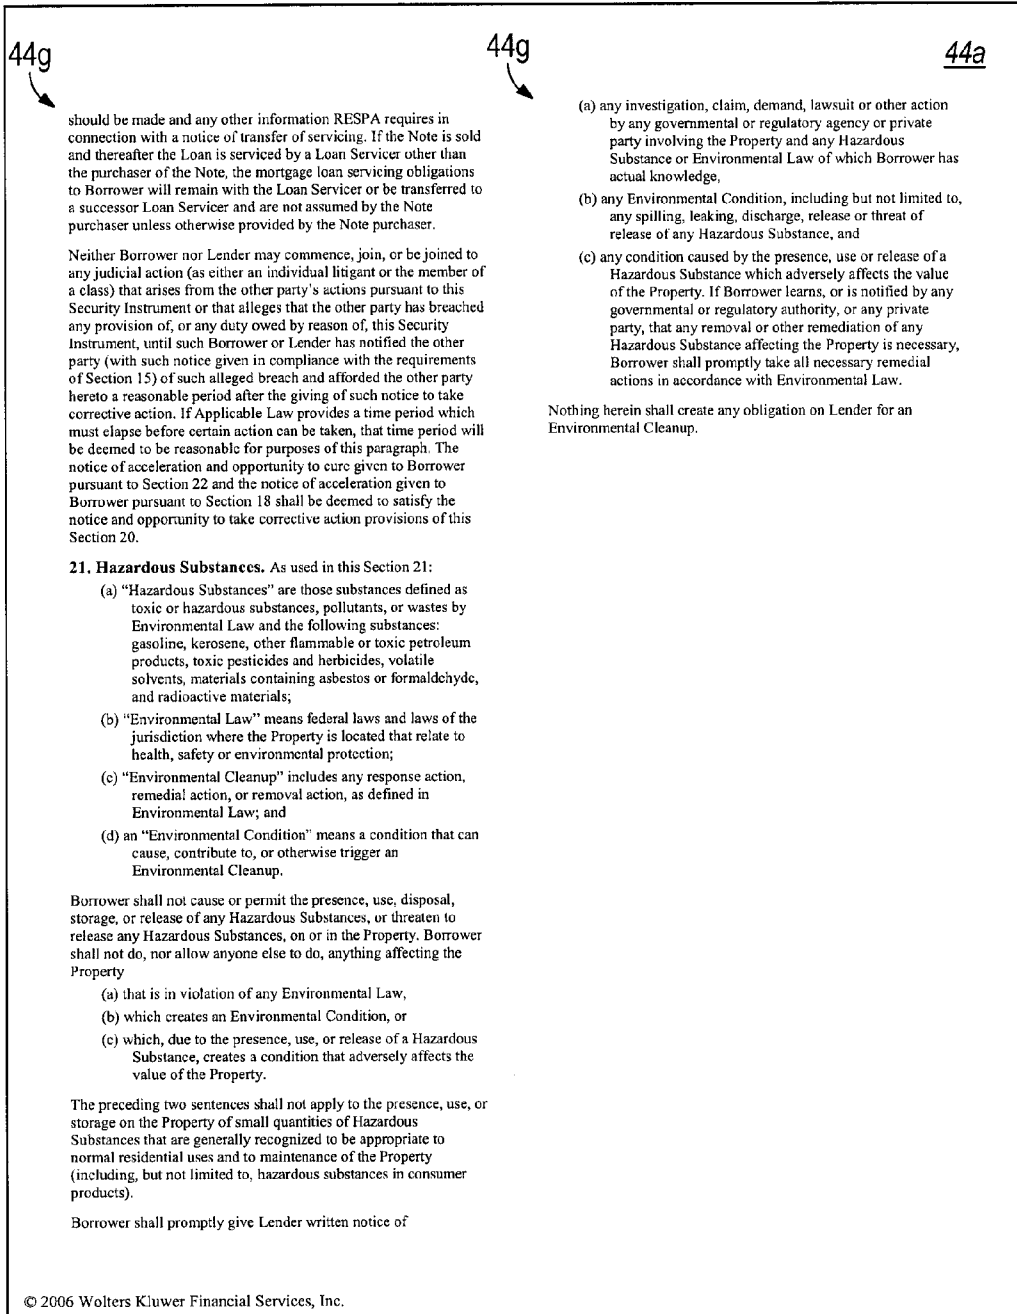 44g
should be made and any other information RESPA requires in
connection with a notice of transfer of servicing. If the Note is sold
and thereafter the Loan is serviced by a Loan Servicer other than
the purchaser of the Note, the mortgage loan servicing obligations
to Borrower will remain with the Loan Servicer or be transferred to
a successor Loan Servicer and are not assumed by the Note
purchaser unless otherwise provided by the Note purchaser.
Neither Borrower nor Lender may commence, join, or be joined to
any judicial action (as either an individual litigant or the member of
a class) that arises from the other party's actions pursuant to this
Security Instrument or that alleges that the other party has breached
any provision of, or any duty owed by reason of, this Security
Instrument, until such Borrower or Lender has notified the other
party (with such notice given in compliance with the requirements
of Section 15) of such alleged breach and afforded the other party
hereto a reasonable period after the giving of such notice to take
corrective action. If Applicable Law provides a time period which
must elapse before certain action can be taken, that time period will
be deemed to be reasonable for purposes of this paragraph. The
notice of acceleration and opportunity to cure given to Borrower
pursuant to Section 22 and the notice of acceleration given to
Borrower pursuant to Section 18 shall be deemed to satisfy the
notice and opportunity to take corrective action provisions of this
Section 20.
21. Hazardous Substances. As used in this Section 21:
(a) “Hazardous Substances” are those substances defined as
toxic or hazardous substances, pollutants, or wastes by
Environmental Law and the following substances:
gasoline, kerosene, other flammable or toxic petroleum
products, toxic pesticides and herbicides, volatile
solvents, materials containing asbestos or formaldehyde,
and radioactive materials;
(b) “Environmental Law” means federal laws and laws of the
jurisdiction where the Property is located that relate to
health, safety or environmental protection;
(c) “Environmental Cleanup” includes any response action,
remedial action, or removal action, as defined in
Environmental Law; and
(d) an “Environmental Condition” means a condition that can
cause, contribute to, or otherwise trigger an
Environmental Cleanup.
Borrower shall not cause or permit the presence, use, disposal,
storage, or release of any Hazardous Substances, or threaten to
release any Hazardous Substances, on or in the Property. Borrower
shall not do, nor allow anyone else to do, anything affecting the
Property
(a) that is in violation of any Environmental Law,
(b) which creates an Environmental Condition, or
(c) which, due to the presence, use, or release of a Hazardous
Substance, creates a condition that adversely affects the
value of the Property.
The preceding two sentences shall not apply to the presence, use, or
storage on the Property of small quantities of Hazardous
Substances that are generally recognized to be appropriate to
normal residential uses and to maintenance of the Property
(including, but not limited to, hazardous substances in consumer
products).
Borrower shall promptly give Lender written notice of
44g
44a
(a) any investigation, claim, demand, lawsuit or other action
by any governmental or regulatory agency or private
party involving the Property and any Hazardous
Substance or Environmental Law of which Borrower has
actual knowledge,
(b) any Environmental Condition, including but not limited to,
any spilling, leaking, discharge, release or threat of
release of any Hazardous Substance, and
(c) any condition caused by the presence, use or release of a
Hazardous Substance which adversely affects the value
of the Property. If Borrower learns, or is notified by any
governmental or regulatory authority, or any private
party, that any removal or other remediation of any
Hazardous Substance affecting the Property is necessary,
Borrower shall promptly take all necessary remedial
actions in accordance with Environmental Law.
Nothing herein shall create any obligation on Lender for an
Environmental Cleanup.
© 2006 Wolters Kluwer Financial Services, Inc.